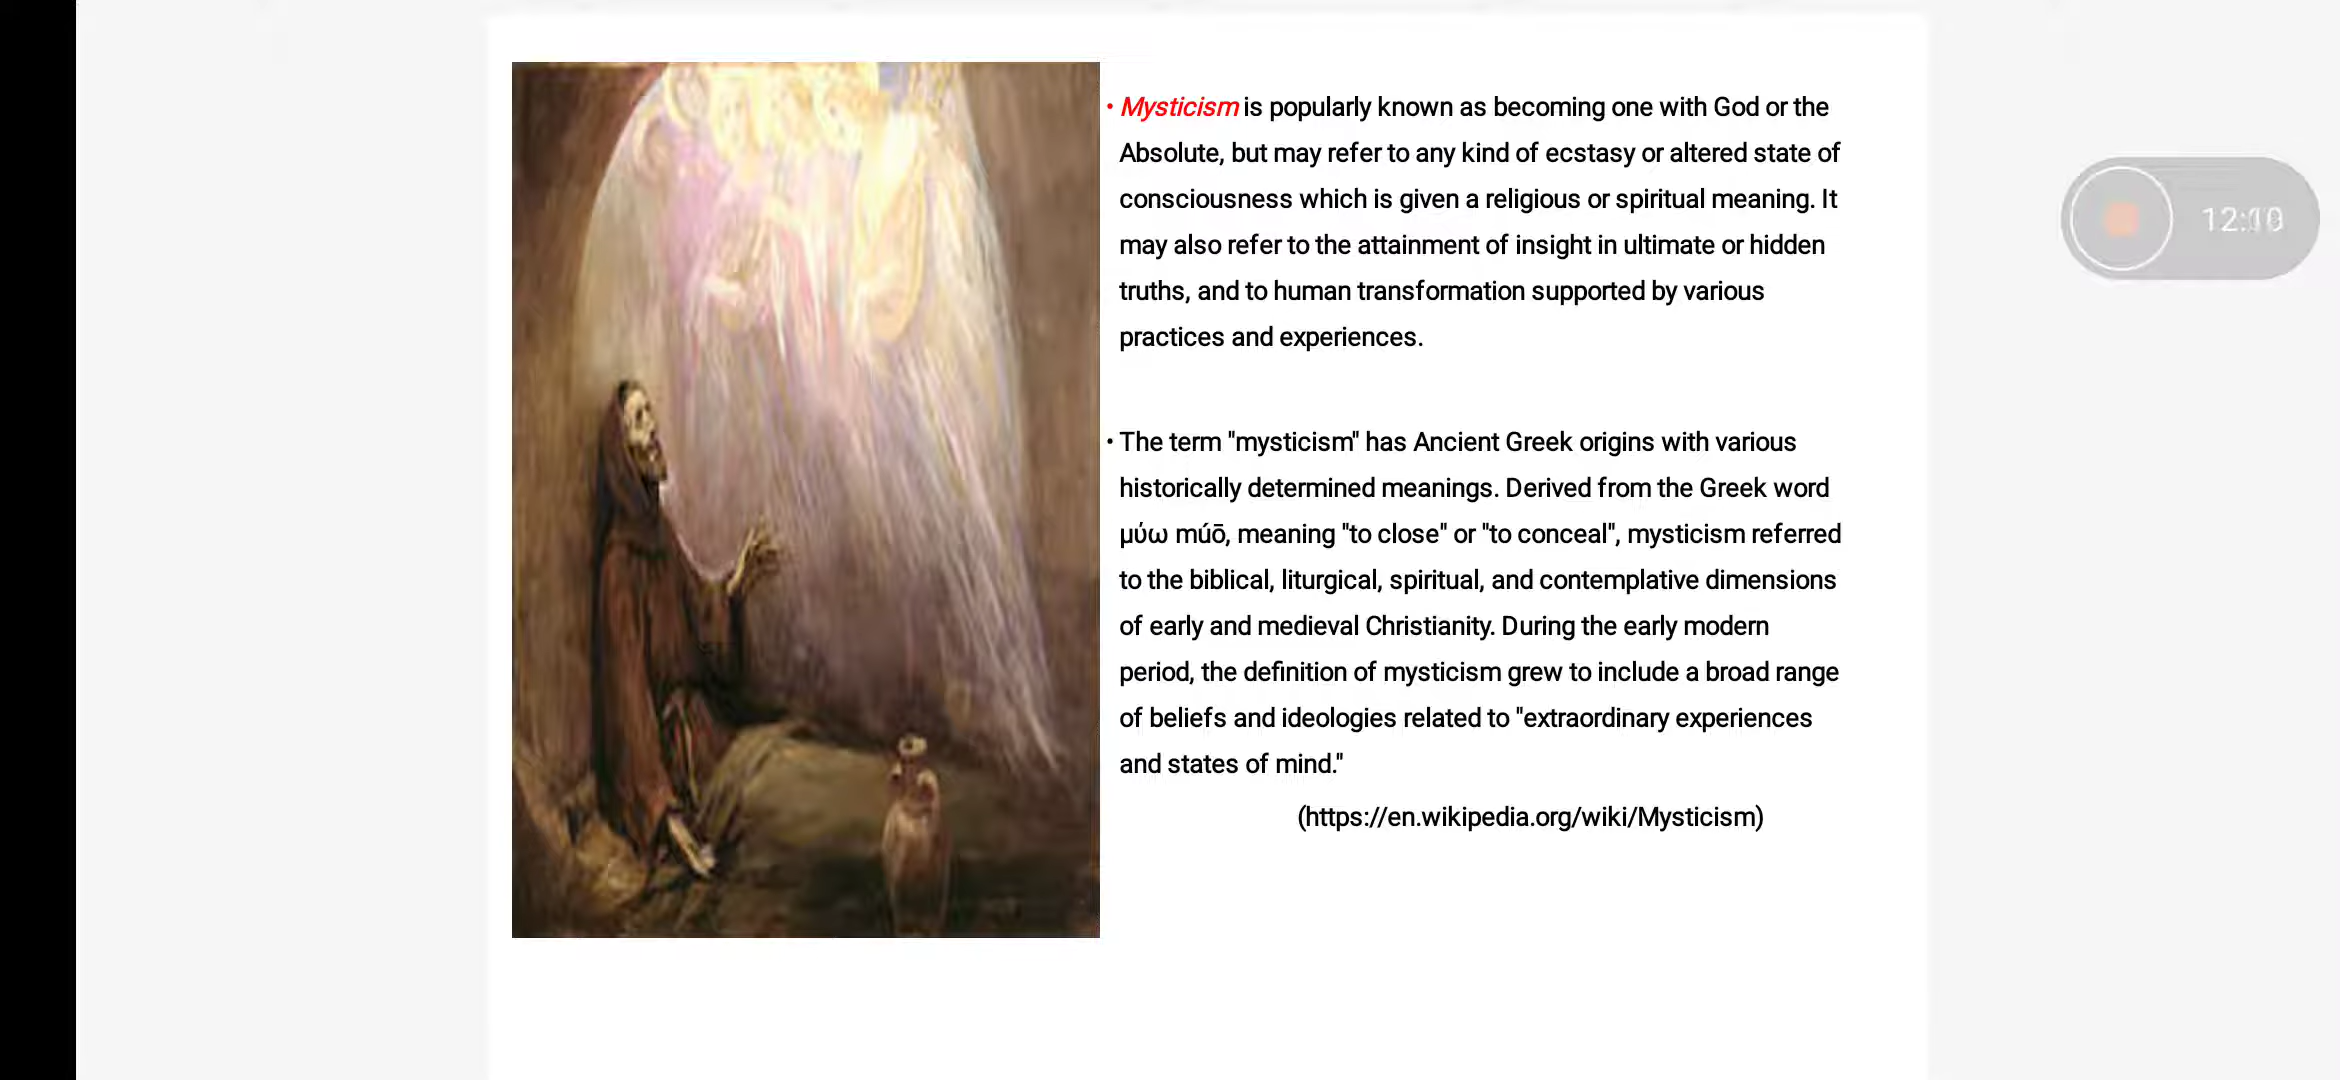 • Mysticism is popularly known as becoming one with God or the
Absolute, but may refer to any kind of ecstasy or altered state of
consciousness which is given a religious or spiritual meaning. It
may also refer to the attainment of insight in ultimate or hidden
truths, and to human transformation supported by various
practices and experiences.
• The term "mysticism" has Ancient Greek origins with various
historically determined meanings. Derived from the Greek word
μύω múō, meaning "to close" or "to conceal", mysticism referred
to the biblical, liturgical, spiritual, and contemplative dimensions
of early and medieval Christianity. During the early modern
period, the definition of mysticism grew to include a broad range
of beliefs and ideologies related to "extraordinary experiences
and states of mind."
(https://en.wikipedia.org/wiki/Mysticism)